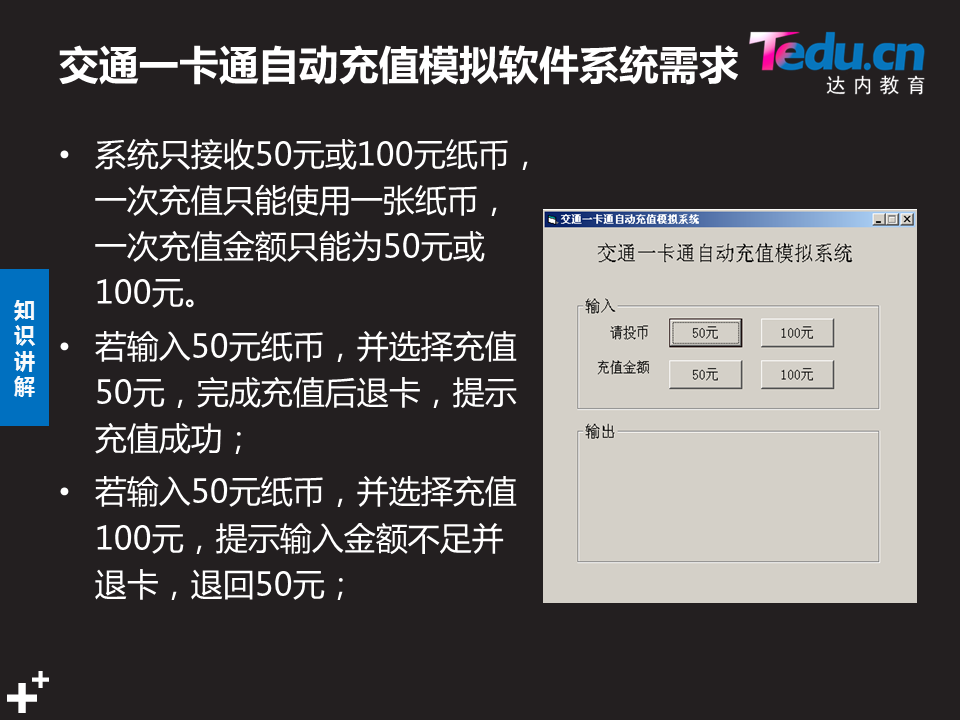 交通一卡通自动充值模拟软件系统需求
Tedu.cn
达内教育
• 系统只接收50元或100元纸币，
一次充值只能使用一张纸币，
一次充值金额只能为50元或
100元。
• 若输入50元纸币，并选择充值
50元，完成充值后退卡，提示
充值成功；
• 若输入50元纸币，并选择充值
100元，提示输入金额不足并
退卡，退回50元；
知识讲解
交通一卡通自动充值模拟系统
交通一卡通自动充值模拟系统
输入
请投币 50元 100元
充值金额 50元 100元
输出